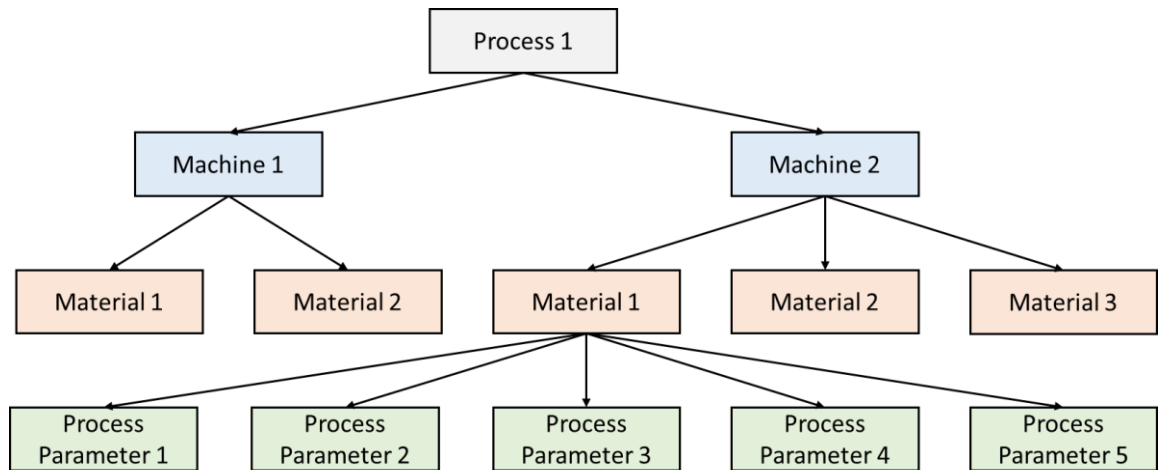 Process 1
Machine 1
Machine 2
Material 1
Material 2
Material 1
Material 2
Material 3
Process
Parameter 1
Process
Parameter 2
Process
Parameter 3
Process
Parameter 4
Process
Parameter 5